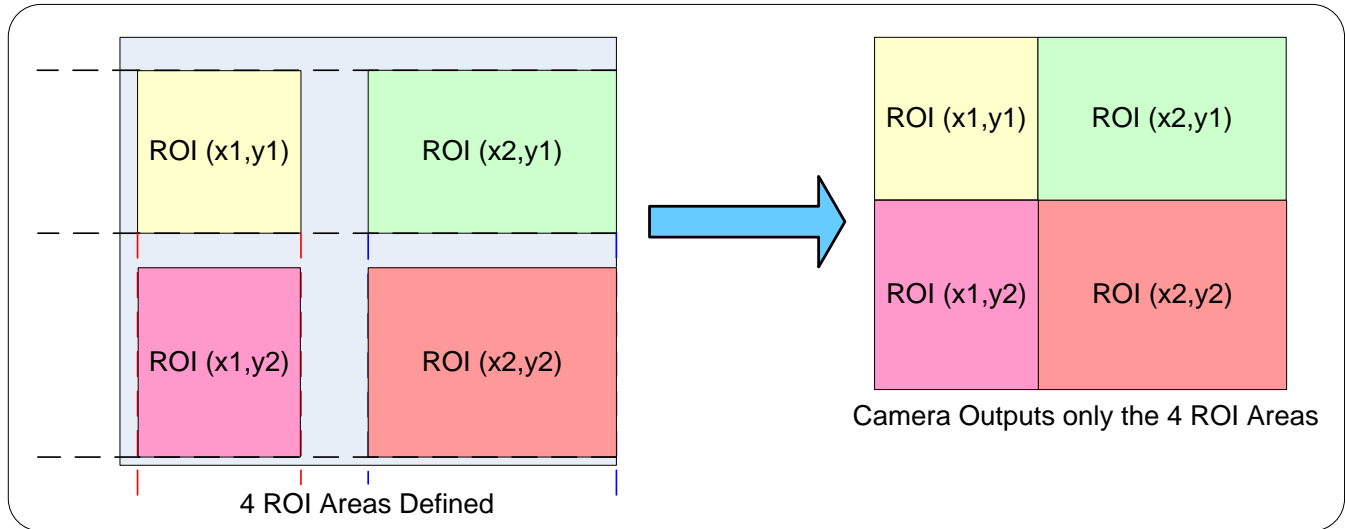 ROI (x1,y1)
ROI (x2,y1)
ROI (x1,y2)
ROI (x2,y2)
4 ROI Areas Defined
ROI (x1,y1)
ROI (x2,y1)
ROI (x1,y2)
ROI (x2,y2)
Camera Outputs only the 4 ROI Areas